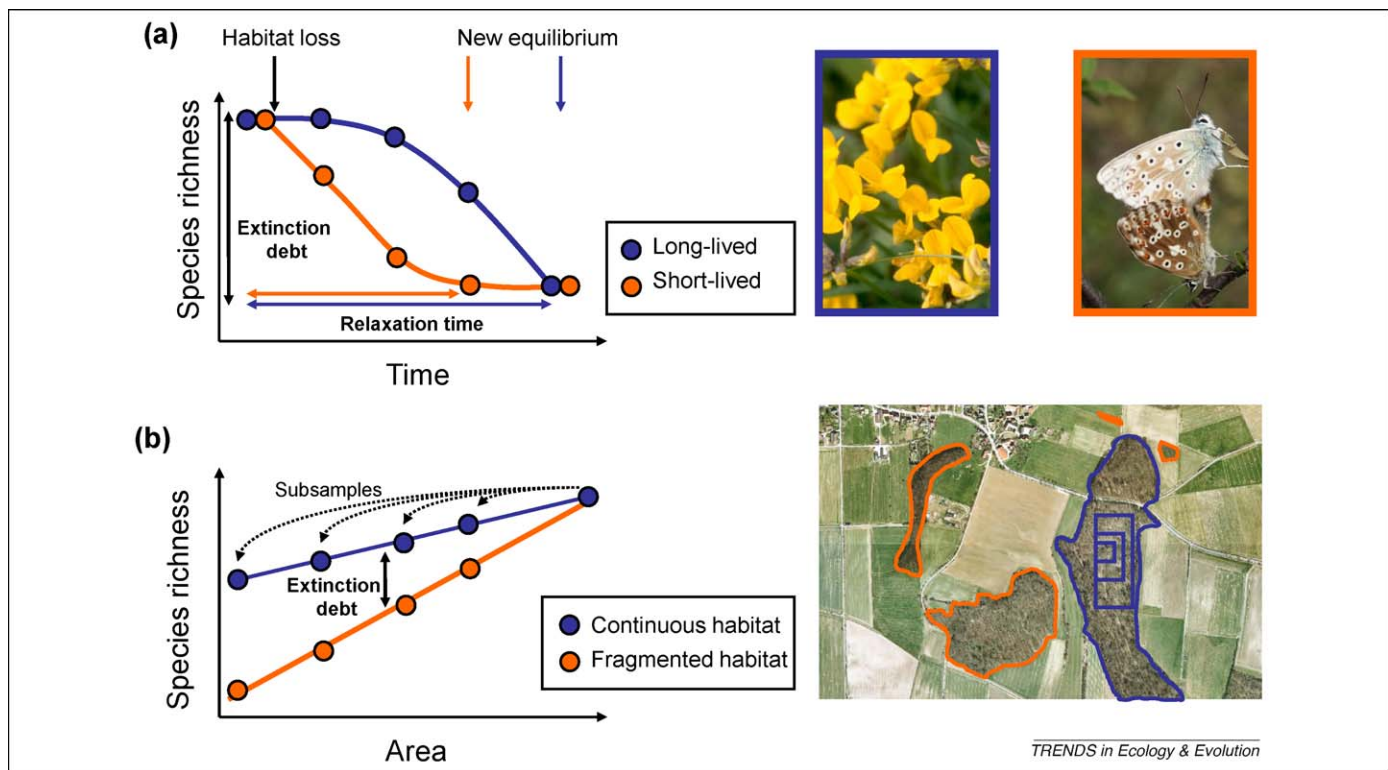 (a)
Habitat loss
New equilibrium
Species richness
Extinction
debt
Relaxation time
Time
Long-lived
Short-lived
(b)
Subsamples
Species richness
Extinction
debt
Area
Continuous habitat
Fragmented habitat
TRENDS in Ecology & Evolution